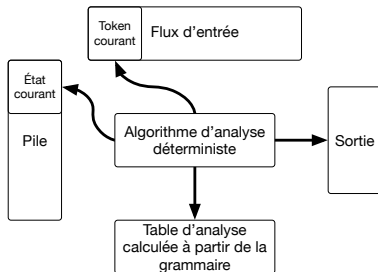 Token
courant
Flux d'entrée
État
courant
Pile
Algorithme d'analyse
déterministe
Sortie
Table d'analyse
calculée à partir de la
grammaire